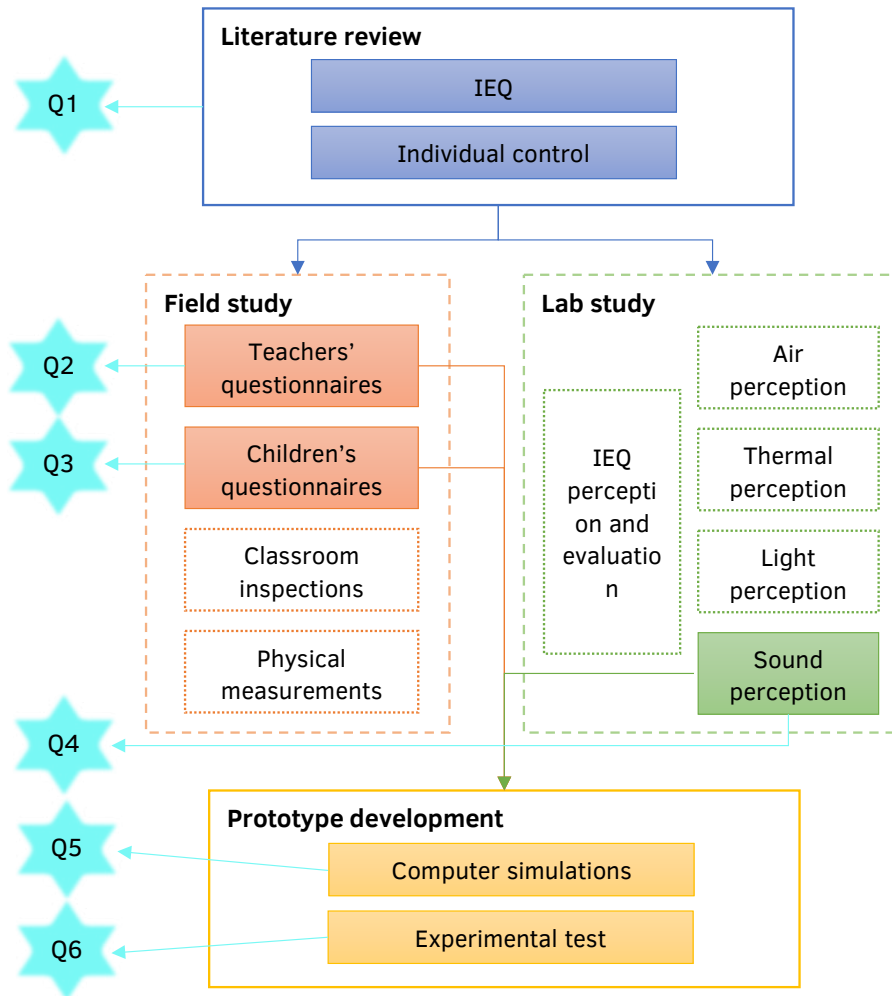 Literature review
IEQ
Q1
Individual control
Field study
Teachers’
questionnaires
Q2
Children’s
questionnaires
Q3
Classroom
inspections
Physical
measurements
Lab study
Air
perception
IEQ
percepti
on and
evaluatio
n
Thermal
perception
Light
perception
Sound
perception
Q4
Prototype development
Q5
Computer simulations
Experimental test
Q6